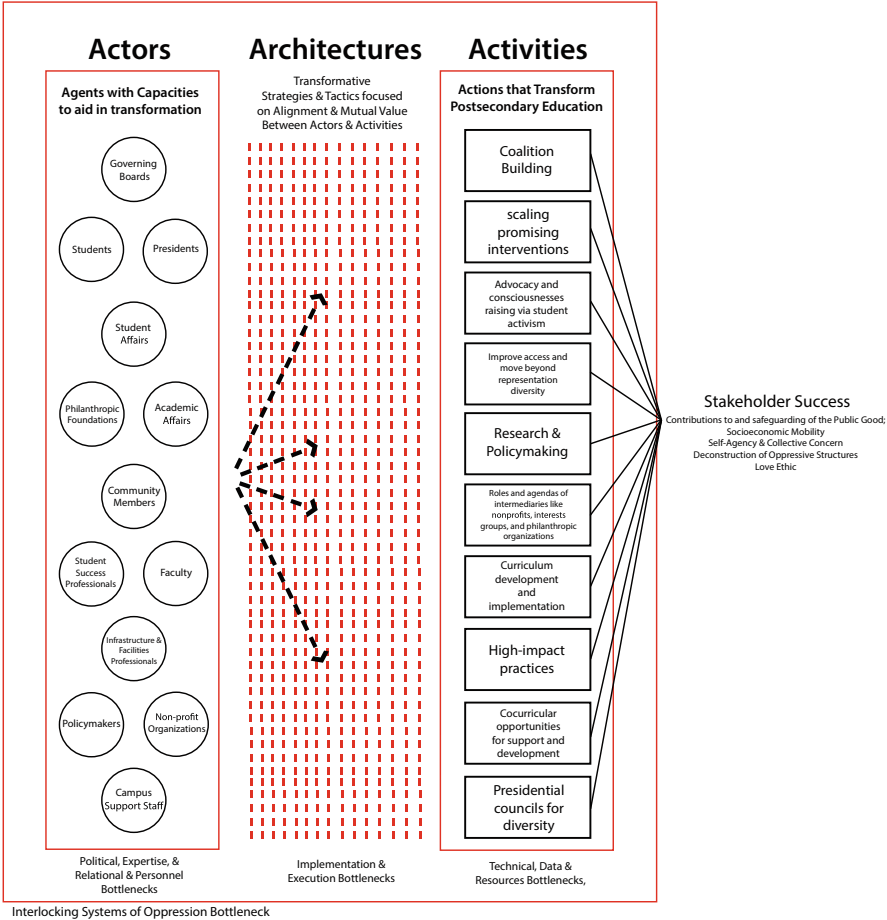 Actors
Architectures
Activities
Agents with Capacities
to aid in transformation
Governing
Boards
Students
Presidents
Student
Affairs
Philanthropic
Foundations
Academic
Affairs
Community
Members
Student
Success
Professionals
Faculty
Infrastructure &
Facilities
Professionals
Policymakers
Non-profit
Organizations
Campus
Support Staff
Political, Expertise, &
Relational & Personnel
Bottlenecks
Transformative
Strategies & Tactics focused
on Alignment & Mutual Value
Between Actors & Activities
Implementation &
Execution Bottlenecks
Actions that Transform
Postsecondary Education
Coalition
Building
scaling
promising
interventions
Advocacy and
consciousnesses
raising via student
activism
Improve access and
move beyond
representation
diversity
Research &
Policymaking
Roles and agendas of
intermediaries like
nonprofits, interests
groups, and philanthropic
organizations
Curriculum
development
and
implementation
High-impact
practices
Cocurricular
opportunities
for support and
development
Presidential
councils for
diversity
Technical, Data &
Resources Bottlenecks,
Stakeholder Success
Contributions to and safeguarding of the Public Good;
Socioeconomic Mobility
Self-Agency & Collective Concern
Deconstruction of Oppressive Structures
Love Ethic
Interlocking Systems of Oppression Bottleneck